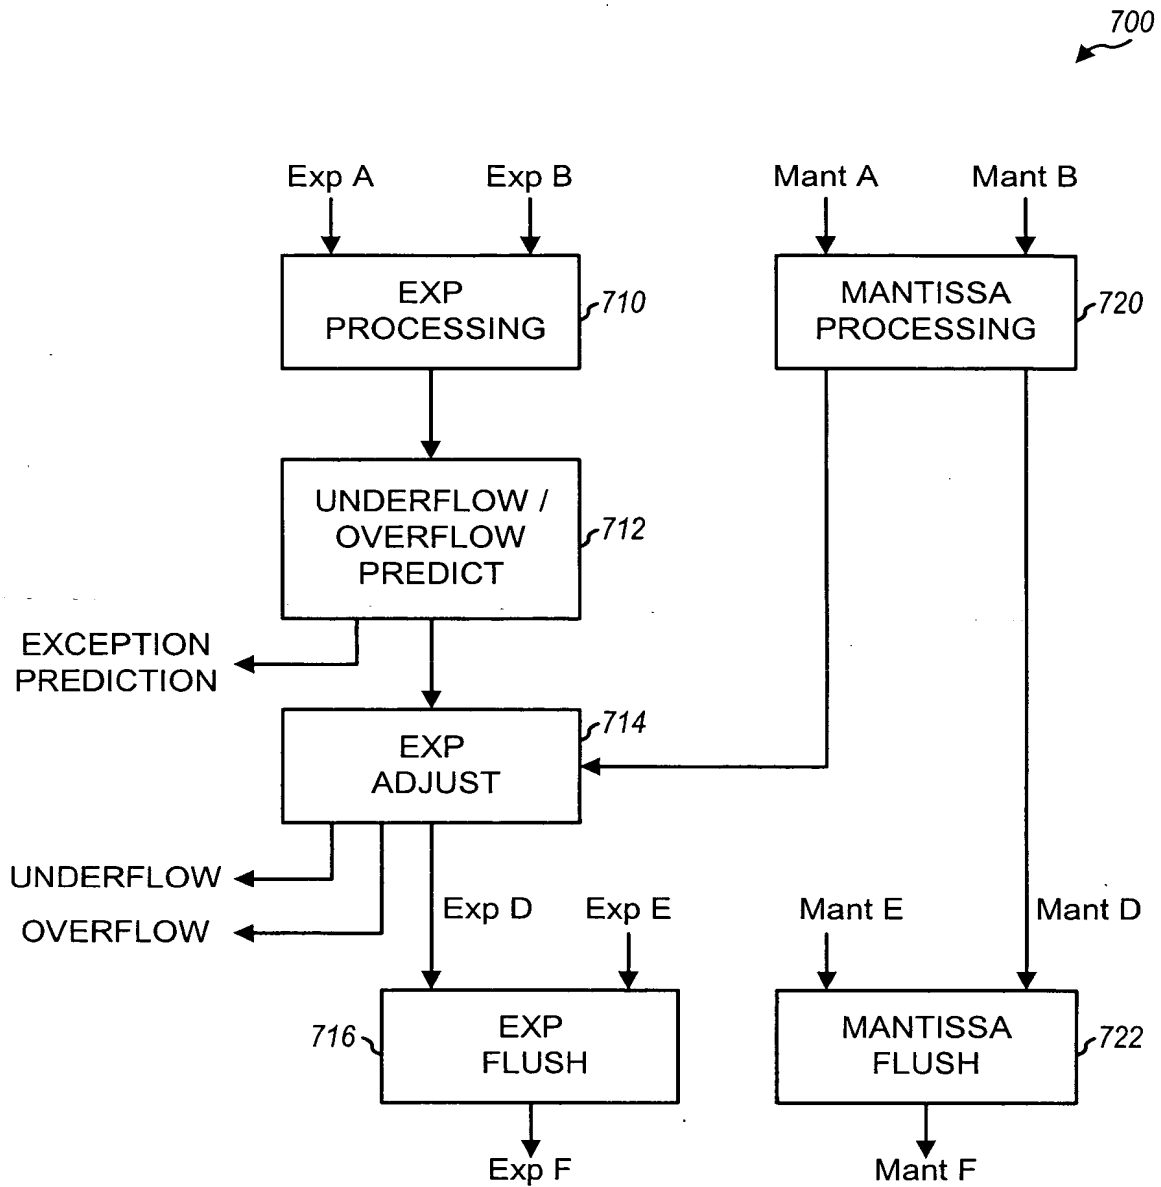 700
Exp A
Exp B
Mant A
Mant B
EXP
PROCESSING
710
MANTISSA
PROCESSING
720
UNDERFLOW /
OVERFLOW
PREDICT
712
EXCEPTION
PREDICTION
EXP
ADJUST
714
UNDERFLOW
OVERFLOW
Exp D
Exp E
Mant E
Mant D
EXP
FLUSH
716
MANTISSA
FLUSH
722
Exp F
Mant F